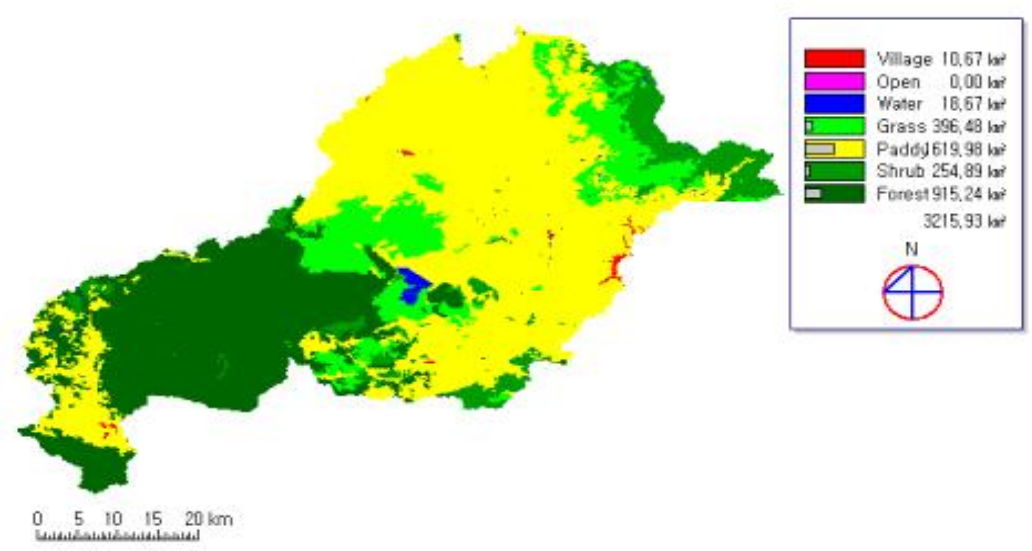 Village 10,67 km²
Open 0,00 km²
Water 18,67 km²
Grass 396,48 km²
Paddy 1619,98 km²
Shrub 254,89 km²
Forest 915,24 km²
3215,93 km²
N
0 5 10 15 20 km